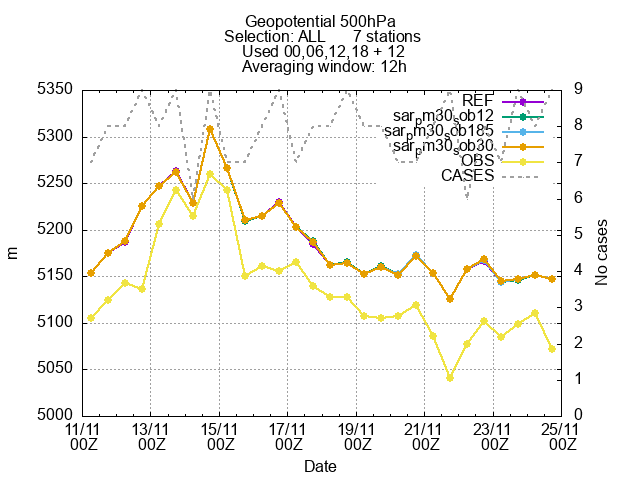 Geopotential 500hPa
Selection: ALL 7 stations
Used 00,06,12,18 + 12
Averaging window: 12h
REF
sarpm30sob12
sarpm30sob185
sarpm30sob30
OBS
CASES
5350
5300
5250
5200
5150
5100
5050
5000
m
9
8
7
6
5
4
3
2
1
0
No cases
11/11 13/11 15/11 17/11 19/11 21/11 23/11 25/11
00Z 00Z 00Z 00Z 00Z 00Z 00Z 00Z
Date